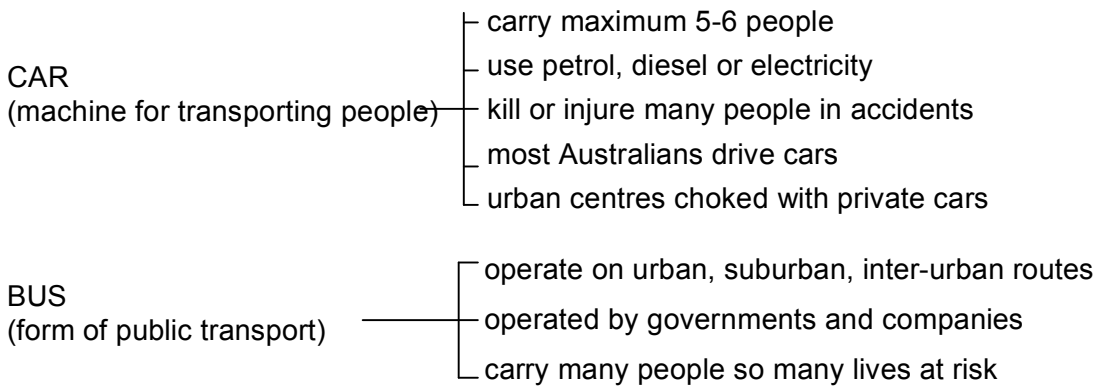 CAR
(machine for transporting people)
carry maximum 5-6 people
use petrol, diesel or electricity
kill or injure many people in accidents
most Australians drive cars
urban centres choked with private cars
BUS
(form of public transport)
operate on urban, suburban, inter-urban routes
operated by governments and companies
carry many people so many lives at risk